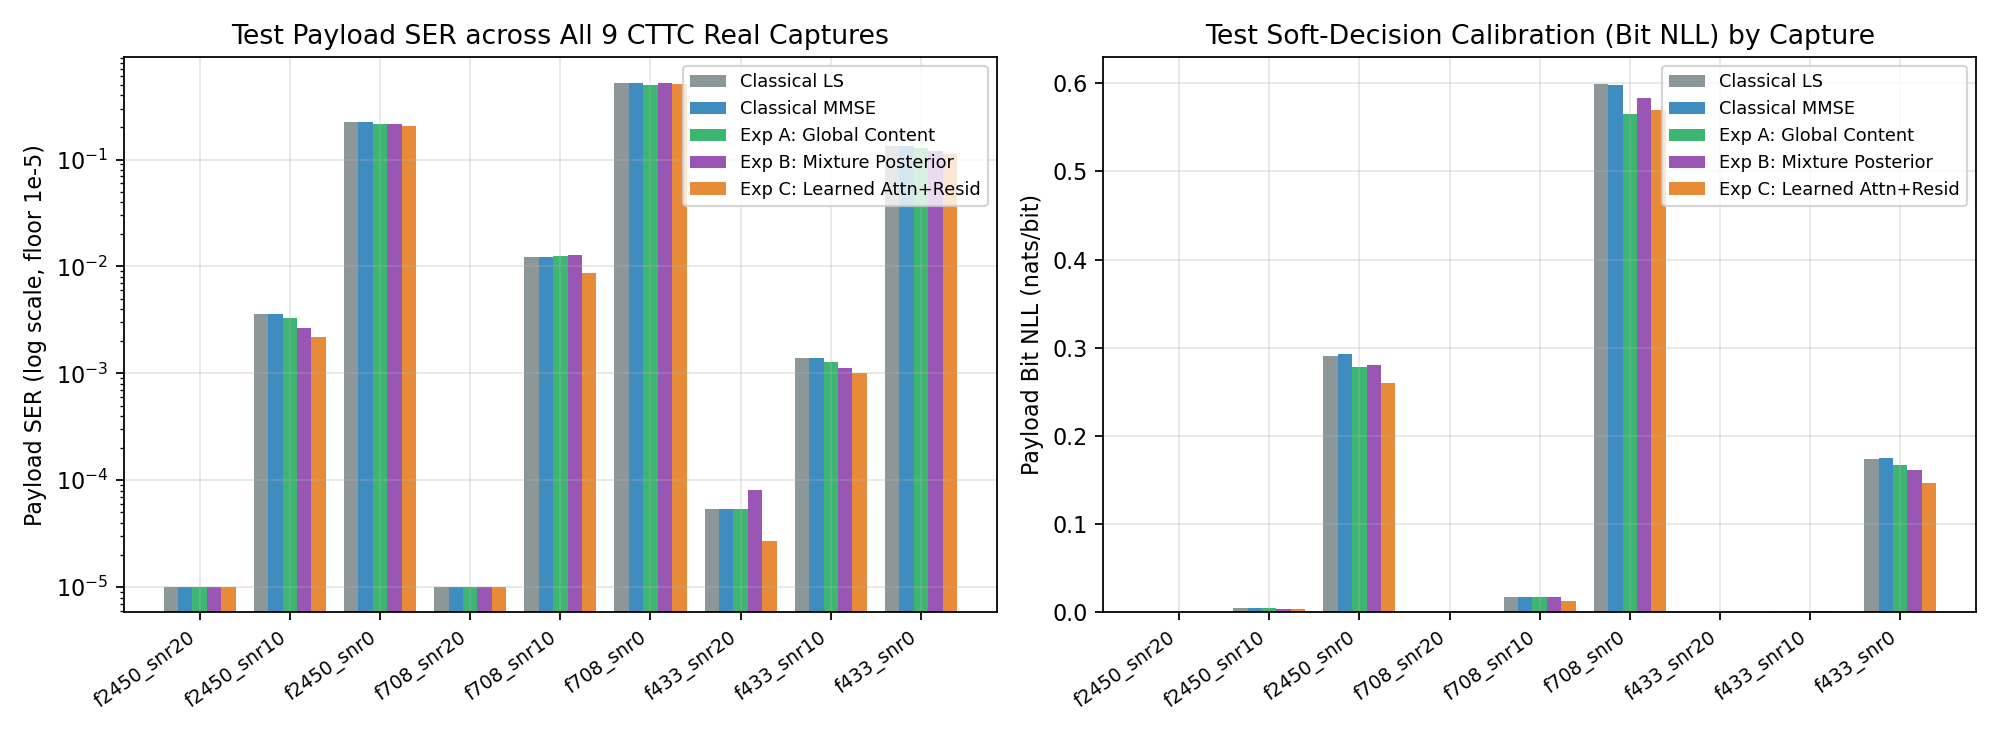 Test Payload SER across All 9 CTTC Real Captures
Payload SER (log scale, floor 1e-5)
10⁻¹
10⁻²
10⁻³
10⁻⁴
10⁻⁵
Classical LS
Classical MMSE
Exp A: Global Content
Exp B: Mixture Posterior
Exp C: Learned Attn+Resid
f2450_snr20
f2450_snr10
f2450_snr0
f708_snr20
f708_snr10
f708_snr0
f433_snr20
f433_snr10
f433_snr0
Test Soft-Decision Calibration (Bit NLL) by Capture
Payload Bit NLL (nats/bit)
0.6
0.5
0.4
0.3
0.2
0.1
0.0
Classical LS
Classical MMSE
Exp A: Global Content
Exp B: Mixture Posterior
Exp C: Learned Attn+Resid
f2450_snr20
f2450_snr10
f2450_snr0
f708_snr20
f708_snr10
f708_snr0
f433_snr20
f433_snr10
f433_snr0